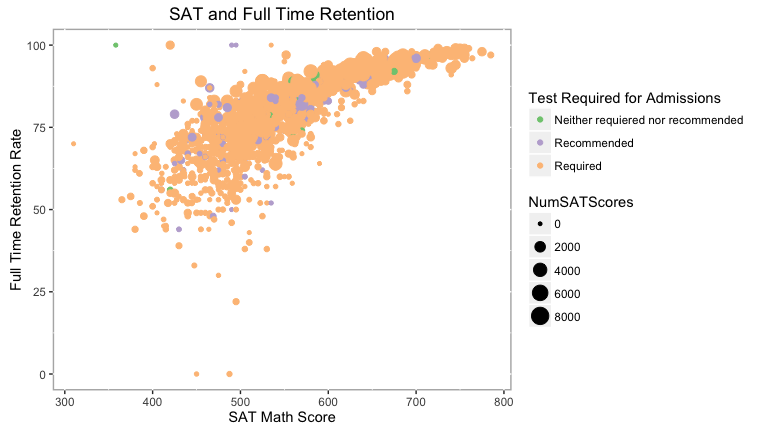 SAT and Full Time Retention
Full Time Retention Rate
100
75
50
25
0
300 400 500 600 700 800
SAT Math Score
Test Required for Admissions
Neither requiered nor recommended
Recommended
Required
NumSATScores
0
2000
4000
6000
8000